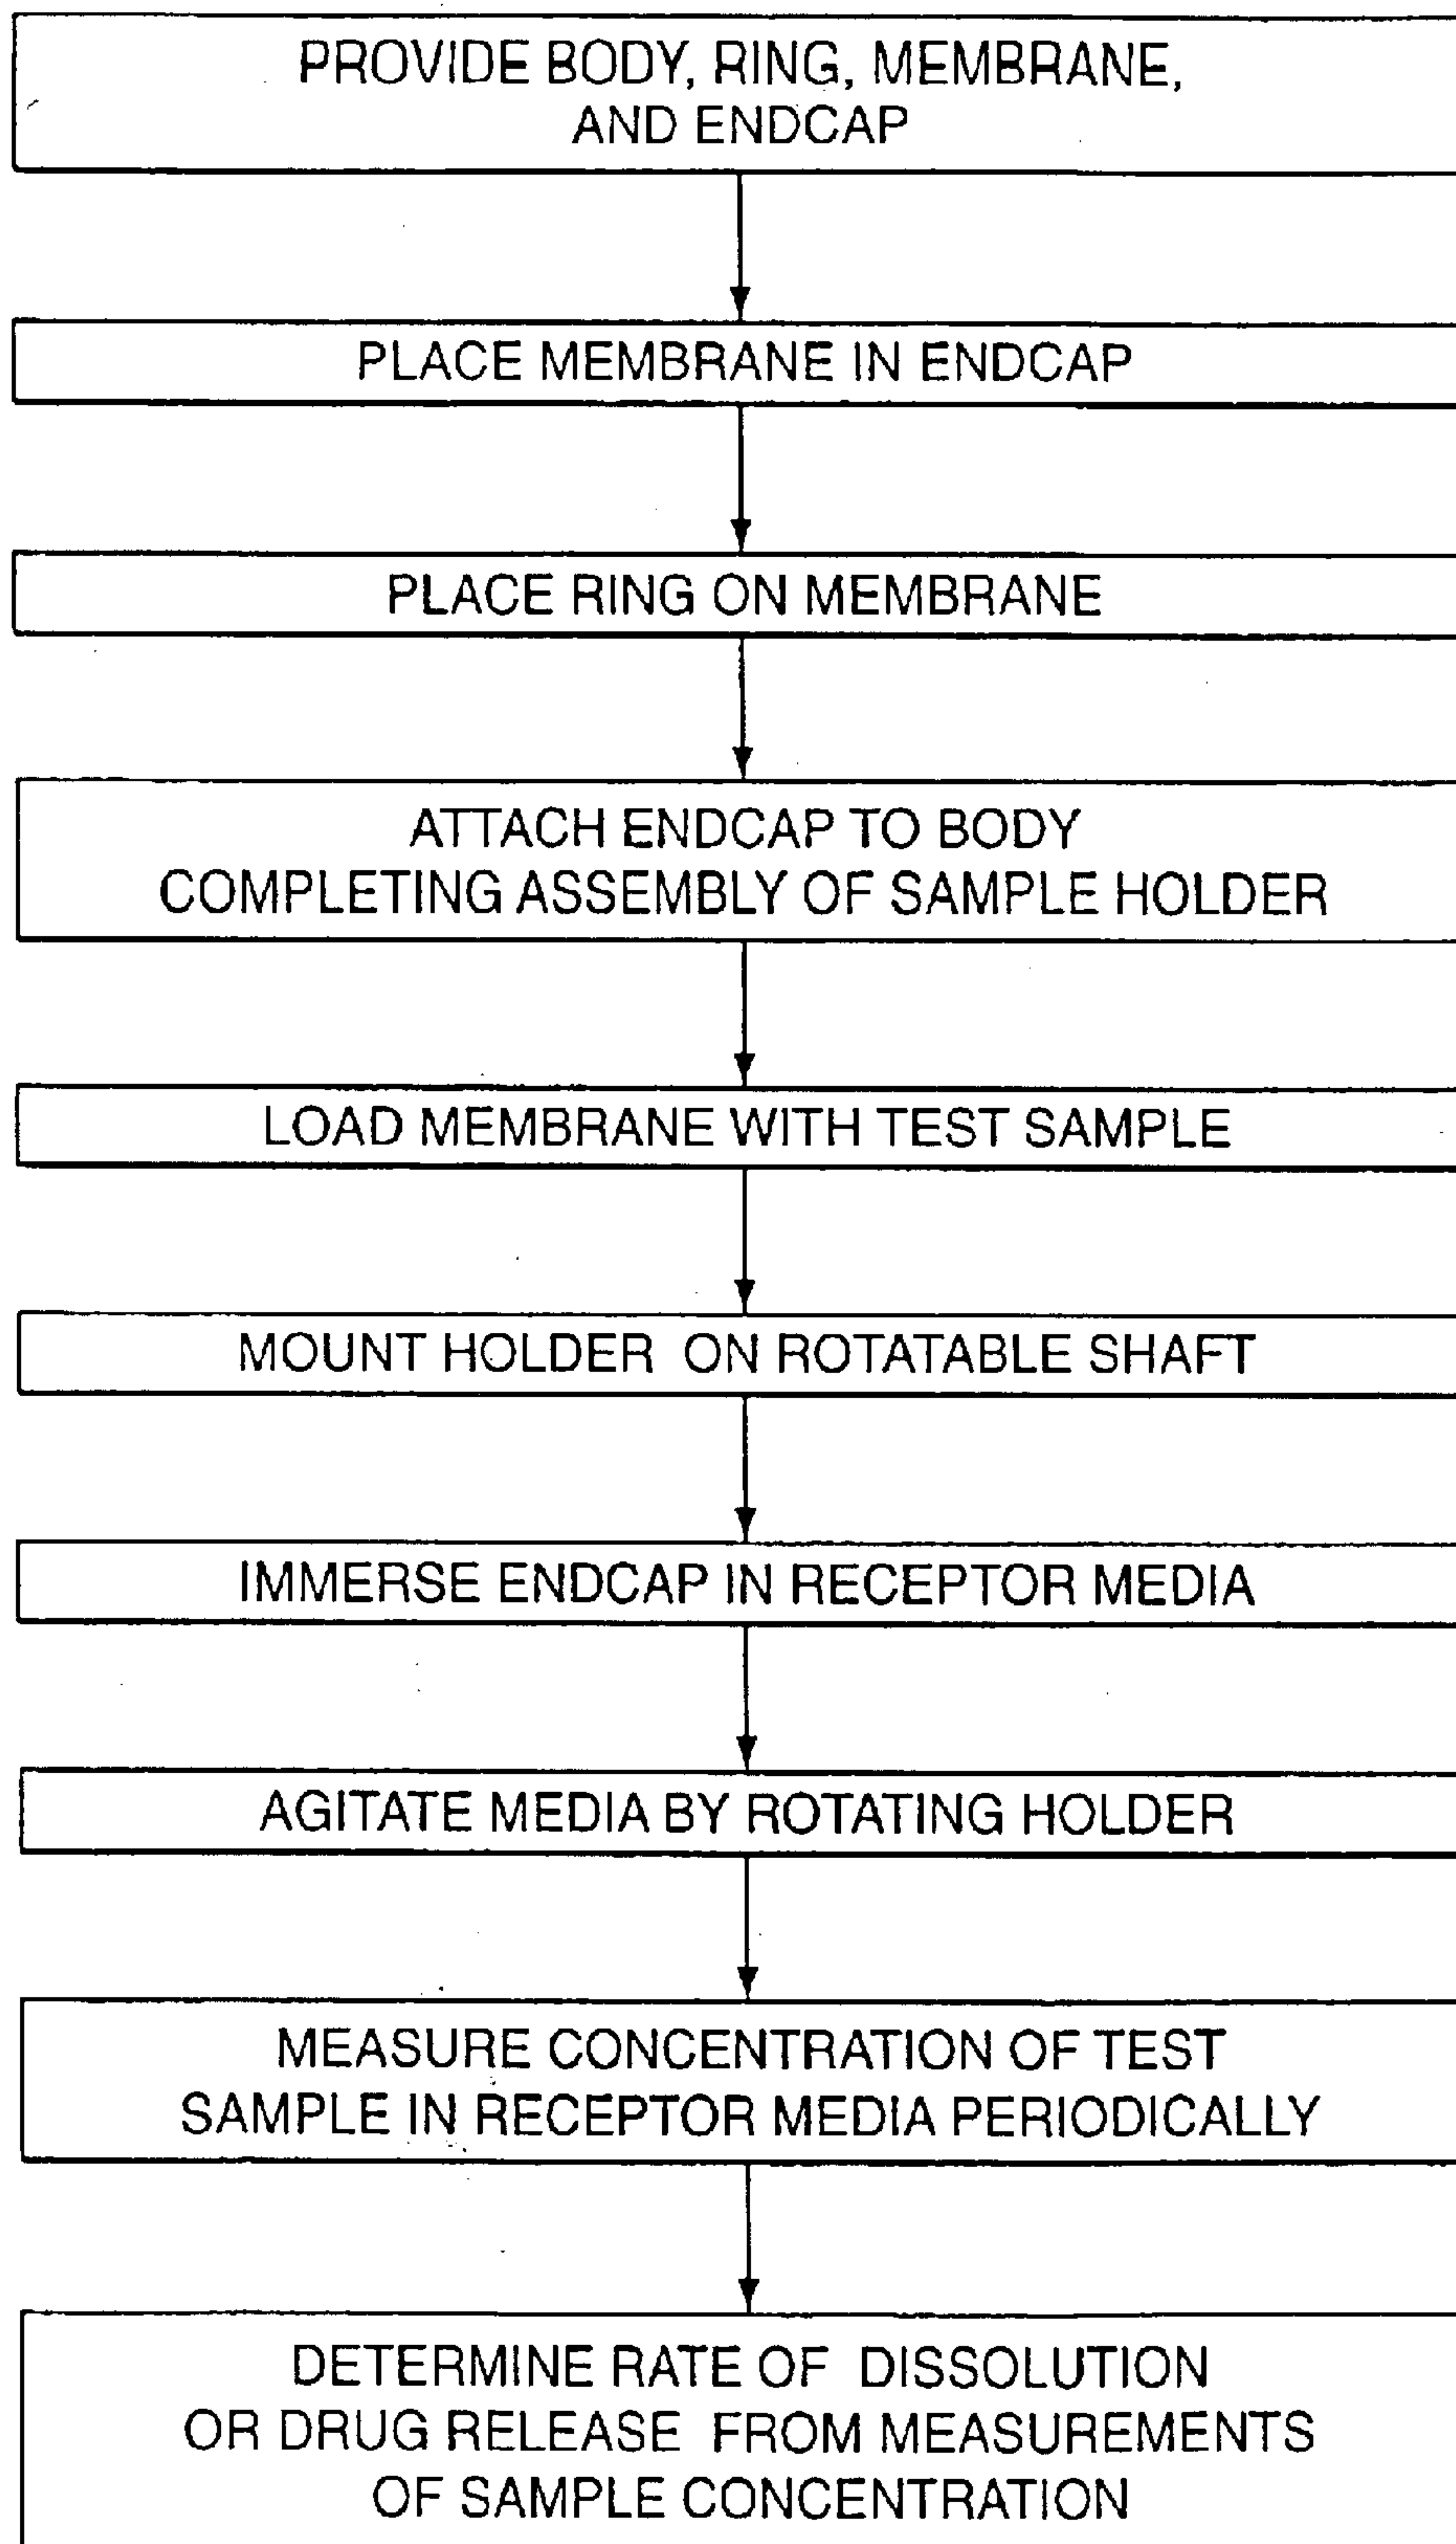 PROVIDE BODY, RING, MEMBRANE,
AND ENDCAP
PLACE MEMBRANE IN ENDCAP
PLACE RING ON MEMBRANE
ATTACH ENDCAP TO BODY
COMPLETING ASSEMBLY OF SAMPLE HOLDER
LOAD MEMBRANE WITH TEST SAMPLE
MOUNT HOLDER ON ROTATABLE SHAFT
IMMERSE ENDCAP IN RECEPTOR MEDIA
AGITATE MEDIA BY ROTATING HOLDER
MEASURE CONCENTRATION OF TEST
SAMPLE IN RECEPTOR MEDIA PERIODICALLY
DETERMINE RATE OF DISSOLUTION
OR DRUG RELEASE FROM MEASUREMENTS
OF SAMPLE CONCENTRATION